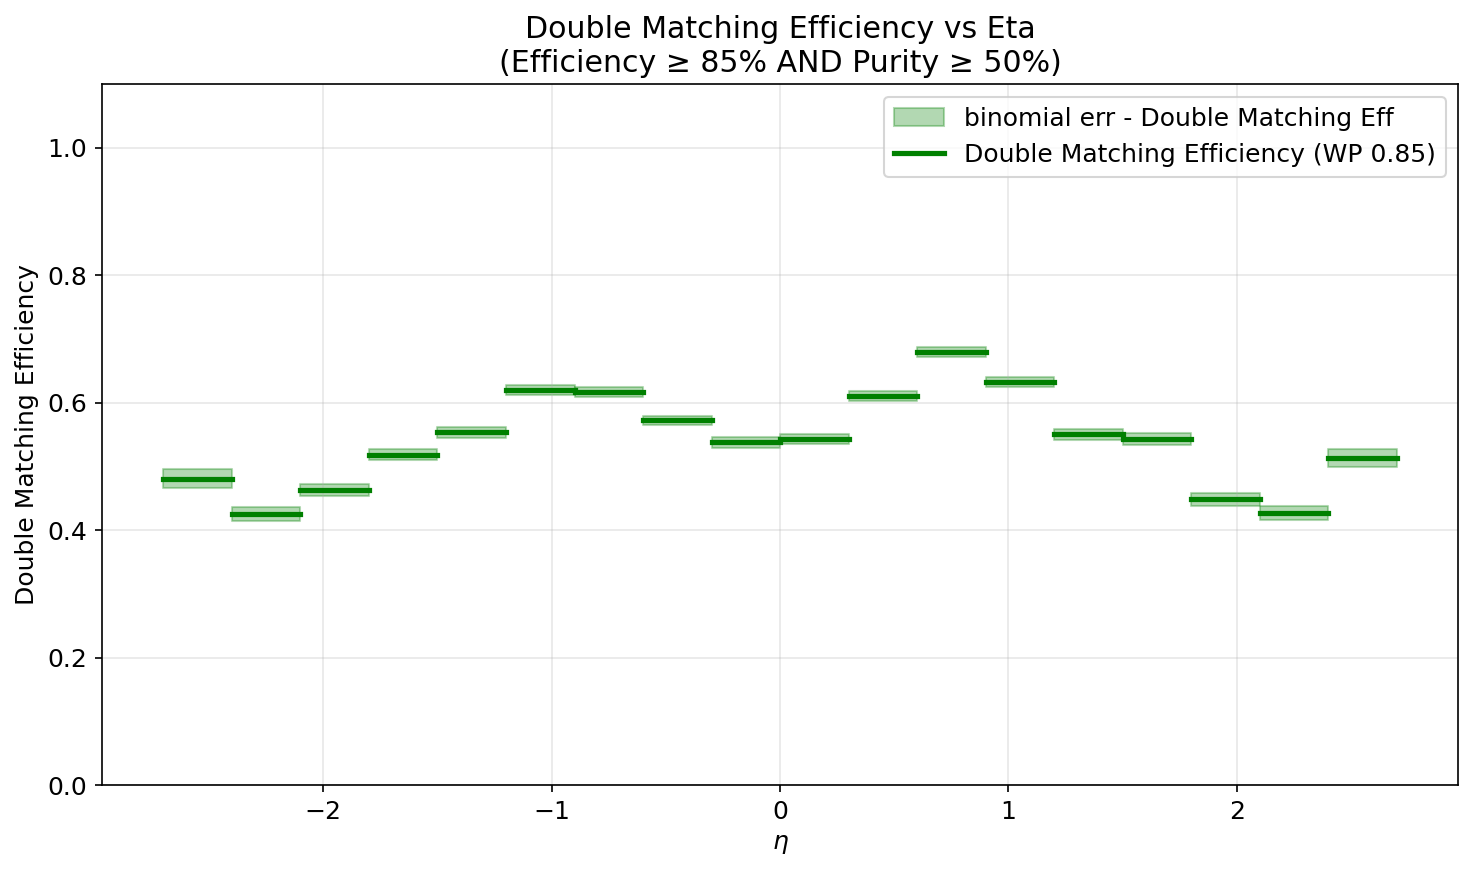 Double Matching Efficiency vs Eta
(Efficiency ≥ 85% AND Purity ≥ 50%)
binomial err - Double Matching Eff
Double Matching Efficiency (WP 0.85)
Double Matching Efficiency
1.0
0.8
0.6
0.4
0.2
0.0
−2
−1
0
1
2
η